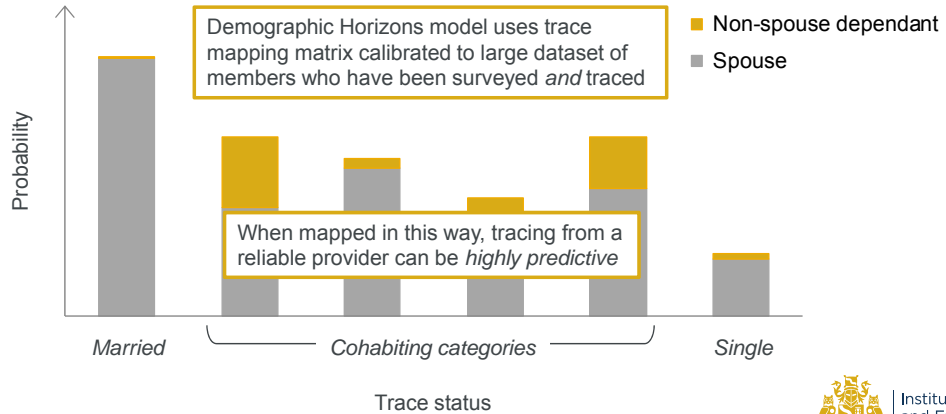 Demographic Horizons model uses trace
mapping matrix calibrated to large dataset of
members who have been surveyed and traced
Non-spouse dependant
Spouse
Probability
When mapped in this way, tracing from a
reliable provider can be highly predictive
Married
Cohabiting categories
Single
Trace status